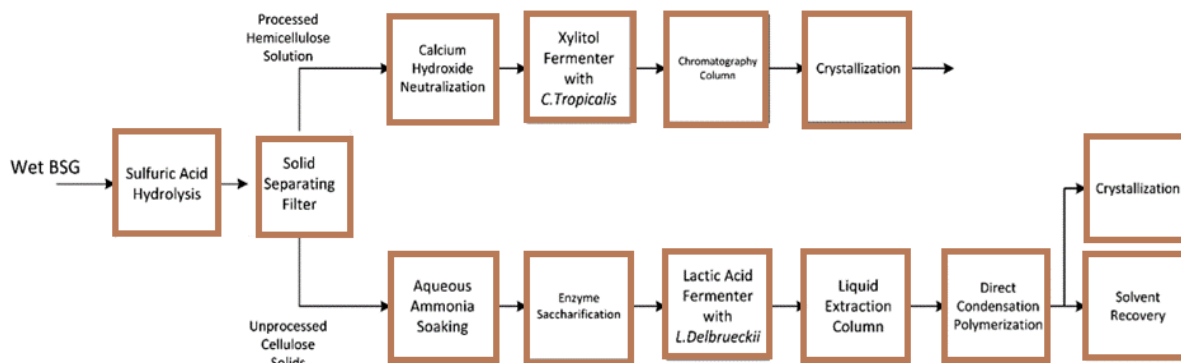 Processed
Hemicellulose
Solution
Calcium
Hydroxide
Neutralization
Xylitol
Fermenter
with
C.Tropicalis
Chromatography
Column
Crystallization
Wet BSG
Sulfuric Acid
Hydrolysis
Solid
Separating
Filter
Crystallization
Unprocessed
Cellulose
Solids
Aqueous
Ammonia
Soaking
Enzyme
Saccharification
Lactic Acid
Fermenter
with
L.Delbrueckii
Liquid
Extraction
Column
Direct
Condensation
Polymerization
Solvent
Recovery